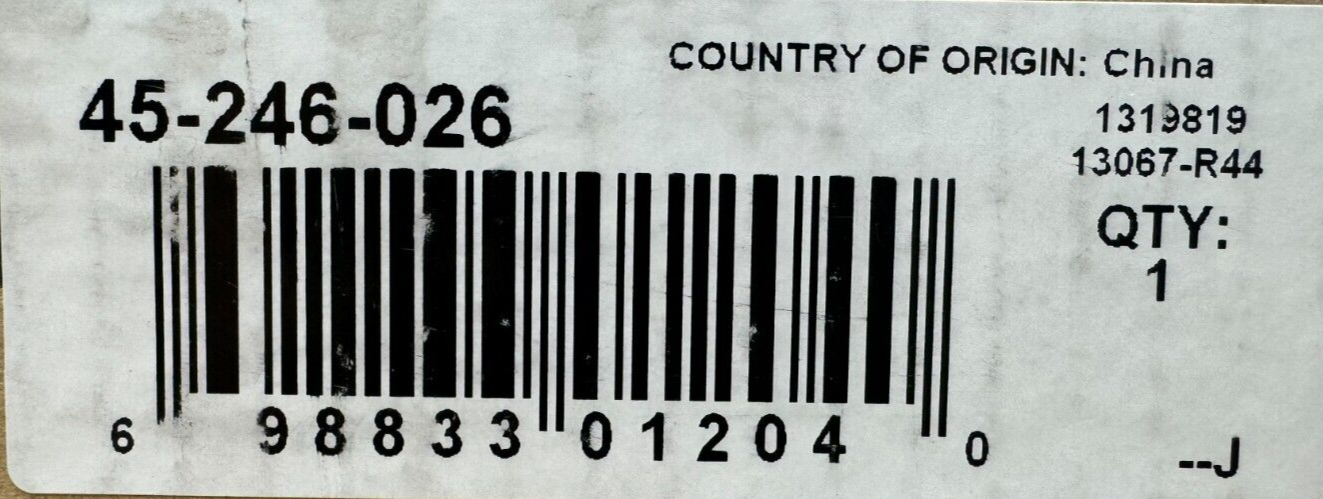 COUNTRY OF ORIGIN: China
45-246-026
1319819
13067-R44
QTY:
1
6 98833 01204 0
--J